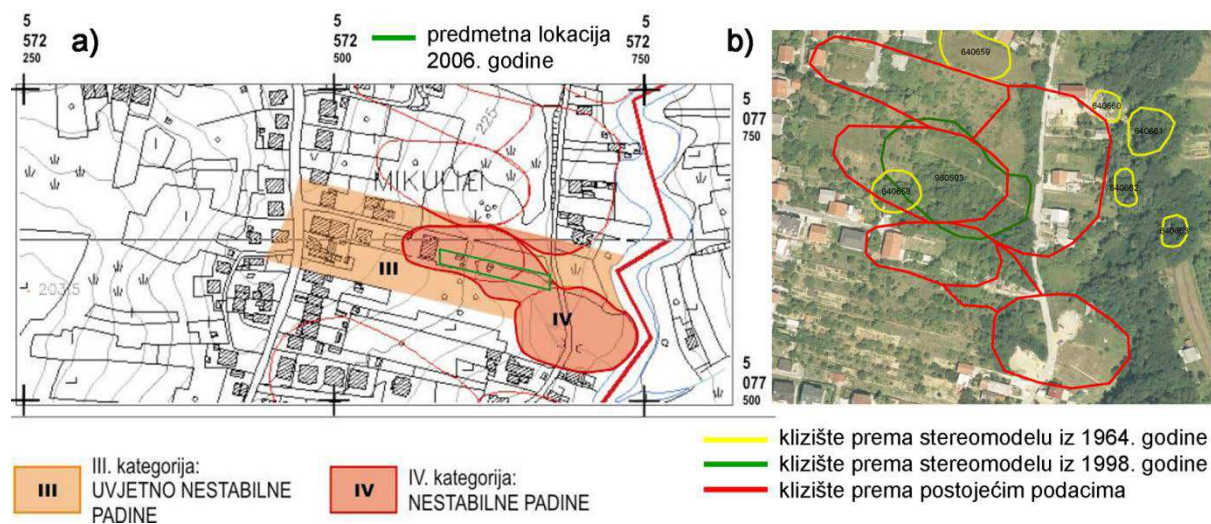 5
572
250
a)
5
572
500
predmetna lokacija
2006. godine
5
572
750
b)
5
077
750
225
MIKULIĆI
III
IV
203.5
c
5
077
500
640659
640660
640661
640658
980593
640662
640663
III
III. kategorija:
UVJETNO NESTABILNE
PADINE
IV
IV. kategorija:
NESTABILNE PADINE
klizište prema stereomodelu iz 1964. godine
klizište prema stereomodelu iz 1998. godine
klizište prema postojećim podacima